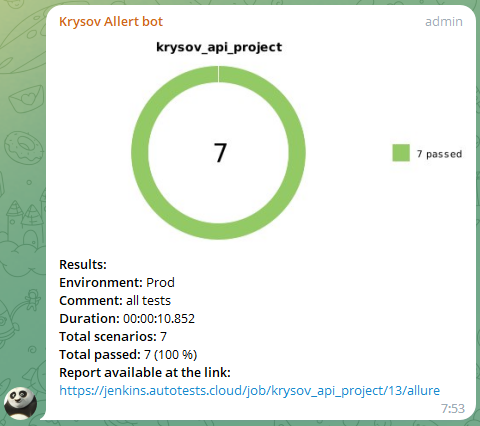 Krysov Allert bot admin
krysov_api_project
7
7 passed
Results:
Environment: Prod
Comment: all tests
Duration: 00:00:10.852
Total scenarios: 7
Total passed: 7 (100 %)
Report available at the link:
https://jenkins.autotests.cloud/job/krysov_api_project/13/allure
7:53